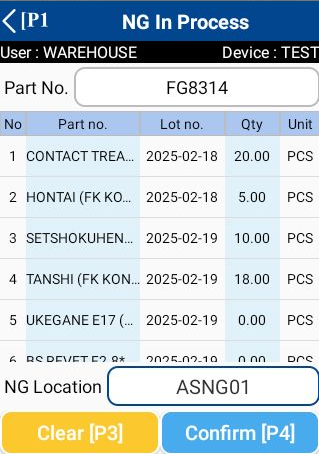 [P1 NG In Process
User : WAREHOUSE Device : TEST
Part No. FG8314
No Part no. Lot no. Qty Unit
1 CONTACT TREA... 2025-02-18 20.00 PCS
2 HONTAI (FK KO... 2025-02-18 5.00 PCS
3 SETSHOKUHEN... 2025-02-19 10.00 PCS
4 TANSHI (FK KON... 2025-02-19 18.00 PCS
5 UKEGANE E17 (... 2025-02-19 0.00 PCS
6 BS REVET F2.8* 2025-02-19 0.00 PCS
NG Location ASNG01
Clear [P3] Confirm [P4]